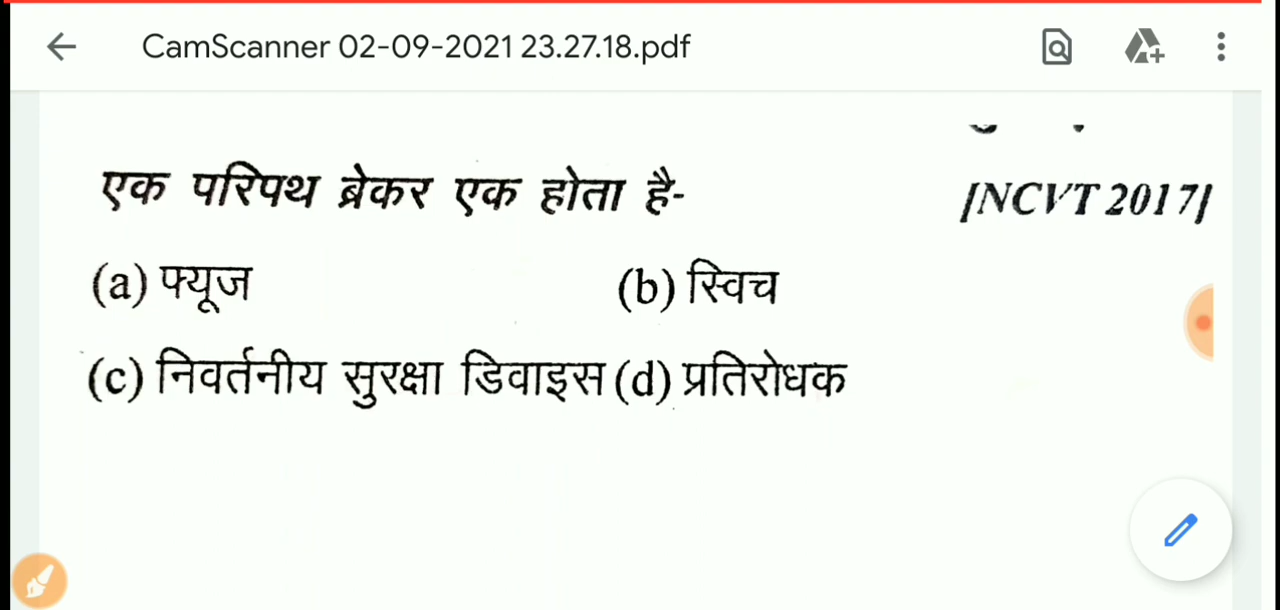 CamScanner 02-09-2021 23.27.18.pdf
एक परिपथ ब्रेकर एक होता है- [NCVT 2017]
(a) फ्यूज (b) स्विच
(c) निवर्तनीय सुरक्षा डिवाइस (d) प्रतिरोधक